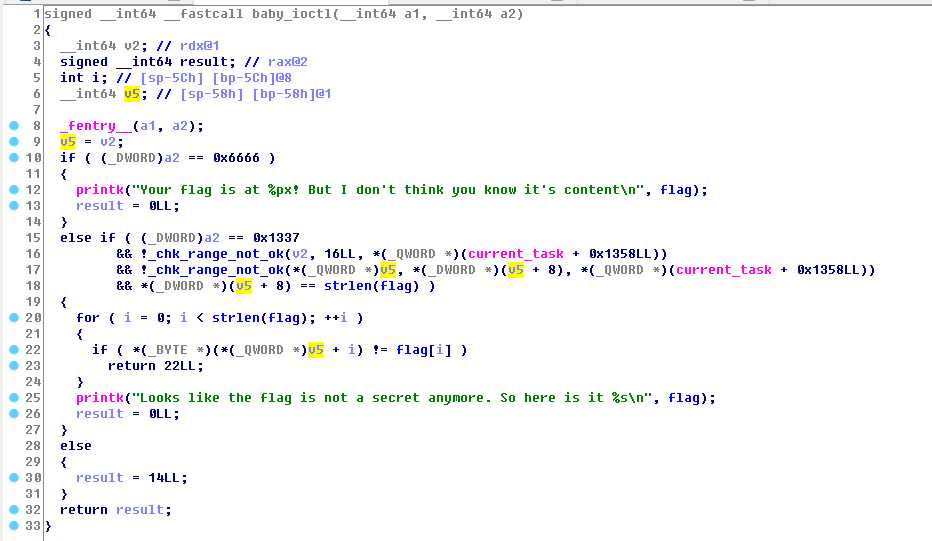 1 signed __int64 __fastcall baby_ioctl(__int64 a1, __int64 a2)
2 {
3 __int64 v2; // rdx@1
4 signed __int64 result; // rax@2
5 int i; // [sp-5Ch] [bp-5Ch]@8
6 __int64 v5; // [sp-58h] [bp-58h]@1
7
8 _fentry__(a1, a2);
9 v5 = v2;
10 if ( (_DWORD)a2 == 0x6666 )
11 {
12 printk("Your flag is at %px! But I don't think you know it's content\n", flag);
13 result = 0LL;
14 }
15 else if ( (_DWORD)a2 == 0x1337
16 && !_chk_range_not_ok(v2, 16LL, *(_QWORD *)(current_task + 0x1358LL))
17 && !_chk_range_not_ok(*(_QWORD *)v5, *(_DWORD *)(v5 + 8), *(_QWORD *)(current_task + 0x1358LL))
18 && *(_DWORD *)(v5 + 8) == strlen(flag) )
19 {
20 for ( i = 0; i < strlen(flag); ++i )
21 {
22 if ( *(_BYTE *)(*(_QWORD *)v5 + i) != flag[i] )
23 return 22LL;
24 }
25 printk("Looks like the flag is not a secret anymore. So here is it %s\n", flag);
26 result = 0LL;
27 }
28 else
29 {
30 result = 14LL;
31 }
32 return result;
33 }